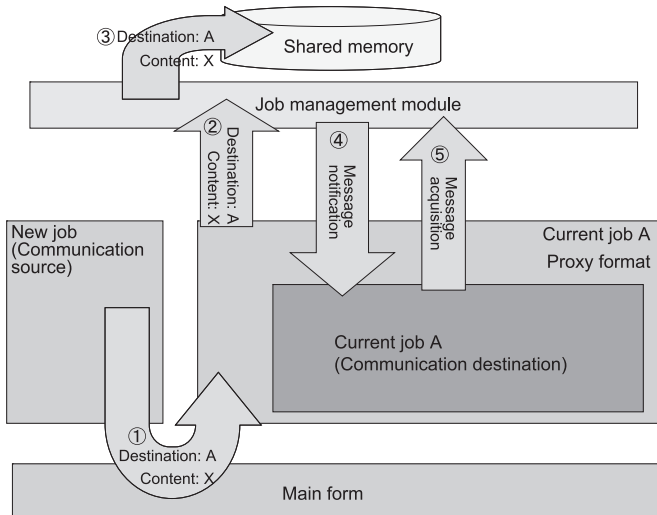 ③ Destination: A
Content: X
Shared memory
Job management module
②
Destination: A
Content: X
④
Message
notification
⑤
Message
acquisition
New job
(Communication
source)
Current job A
Proxy format
Current job A
(Communication destination)
①
Destination: A
Content: X
Main form